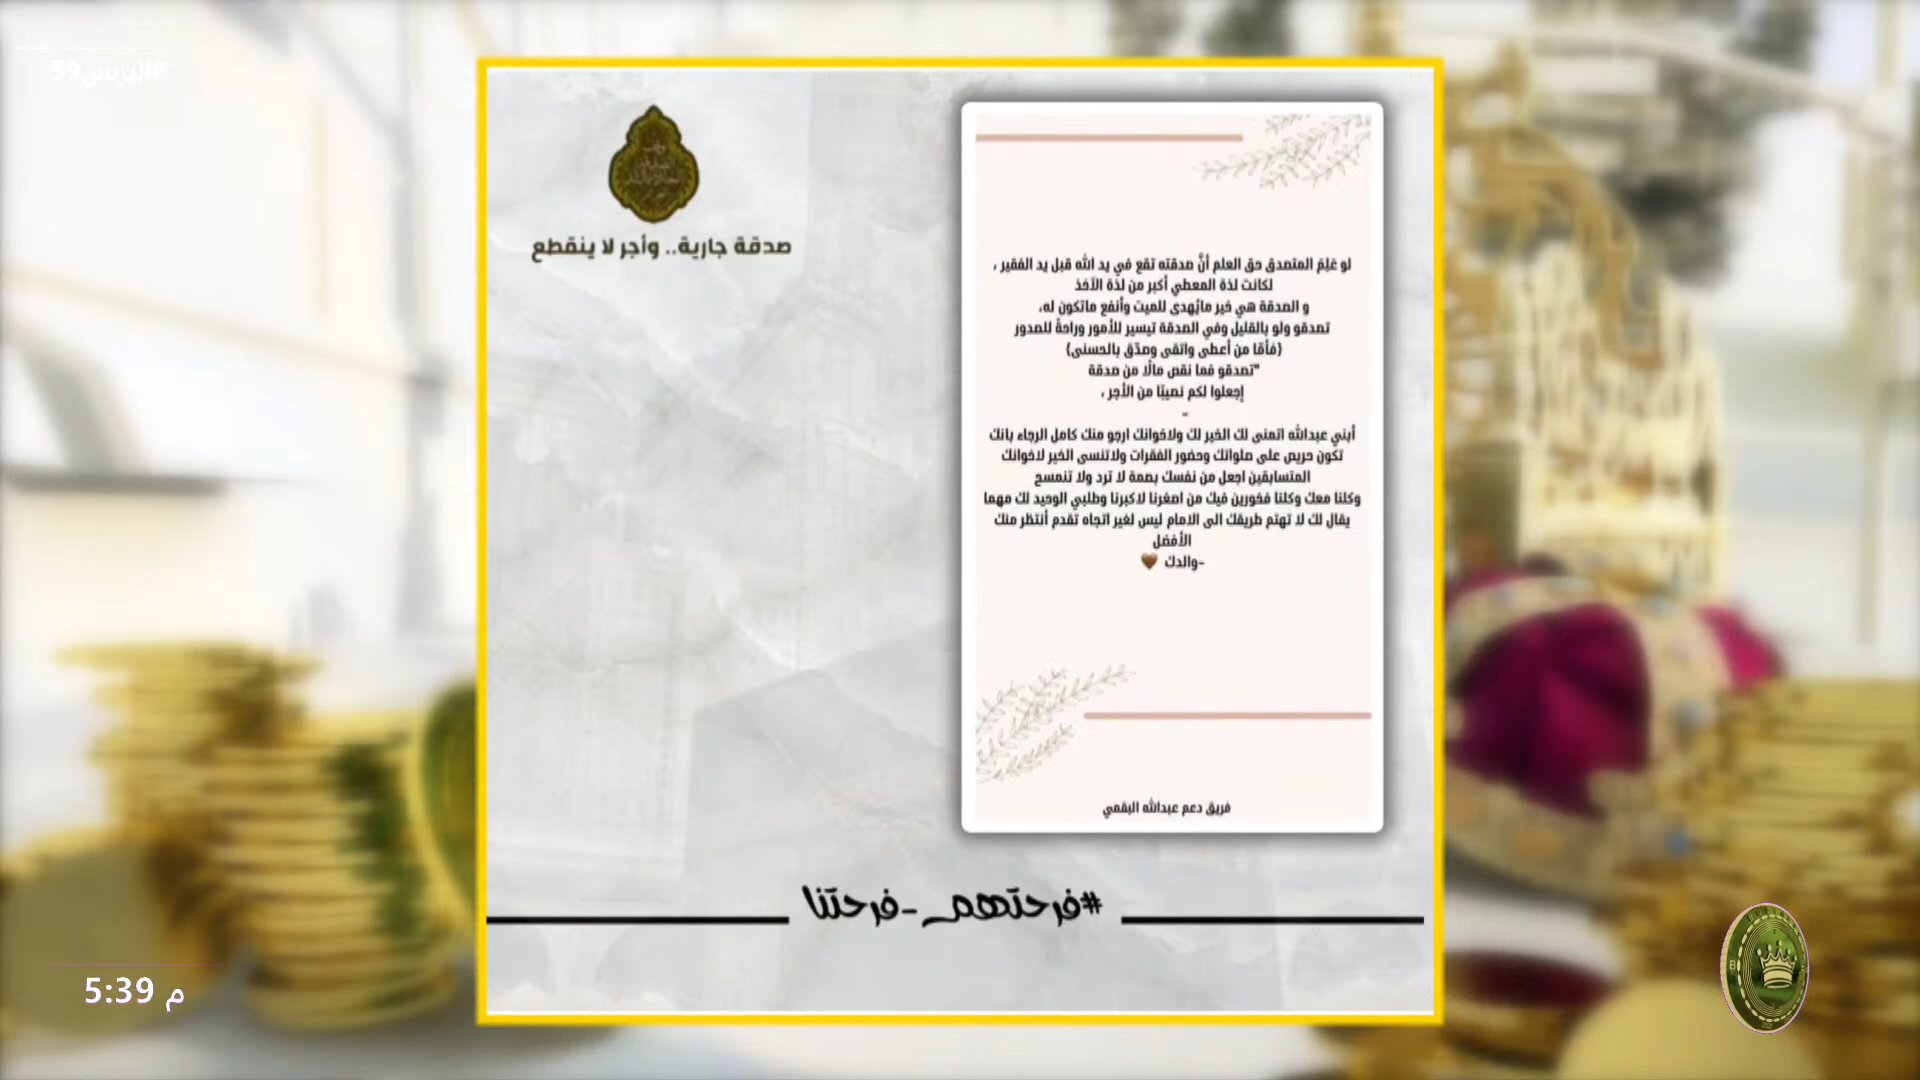 #البرنس59
صدقة جارية.. وأجر لا ينقطع
لو عَلِمَ المتصدق حق العلم أنَّ صدقته تقع في يد الله قبل يد الفقير ،
لكانت لذة المعطي أكبر من لذة الآخذ
و الصدقة هي خير مايُهدى للميت وأنفع ماتكون له،
تصدقو ولو بالقليل وفي الصدقة تيسير للأمور وراحةً للصدور
{فأمّا من أعطى واتقى وصدّق بالحسنى}
"تصدقو فما نقص مالًا من صدقة
إجعلوا لكم نصيبًا من الأجر ،
-
أبني عبدالله اتمنى لك الخير لك ولاخوانك ارجو منك كامل الرجاء بانك
تكون حريص على صلواتك وحضور الفقرات ولاتنسى الخير لاخوانك
المتسابقين اجعل من نفسك بصمة لا ترد ولا تنمسح
وكلنا معك وكلنا فخورين فيك من اصغرنا لاكبرنا وطلبي الوحيد لك مهما
يقال لك لا تهتم طريقك الى الامام ليس لغير اتجاه تقدم أنتظر منك
الأفضل
-والدك 🤎
فريق دعم عبدالله البقمي
#فرحتهم_-فرحتنا
5:39 م